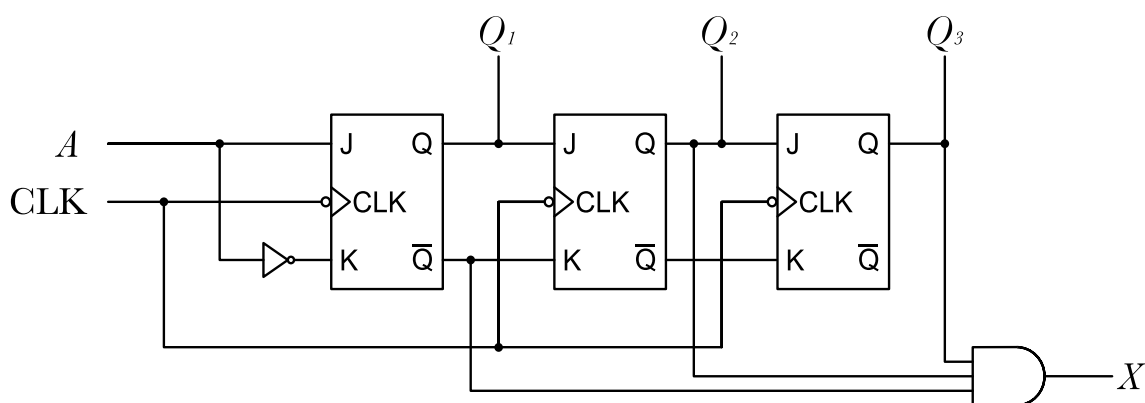 Q₁ Q₂ Q₃
A J Q J Q J Q
CLK CLK CLK CLK
K Q̅ K Q̅ K Q̅
X